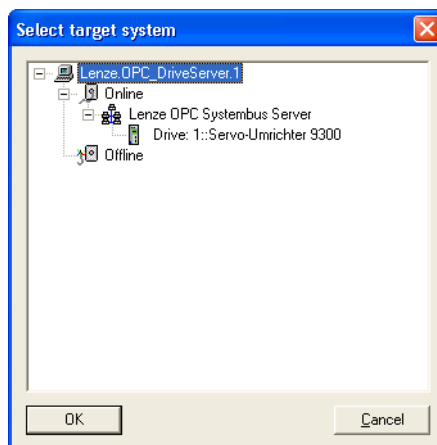 Select target system
Lenze.OPC_DriveServer.1
Online
Lenze OPC Systembus Server
Drive: 1::Servo-Umrichter 9300
Offline
OK
Cancel